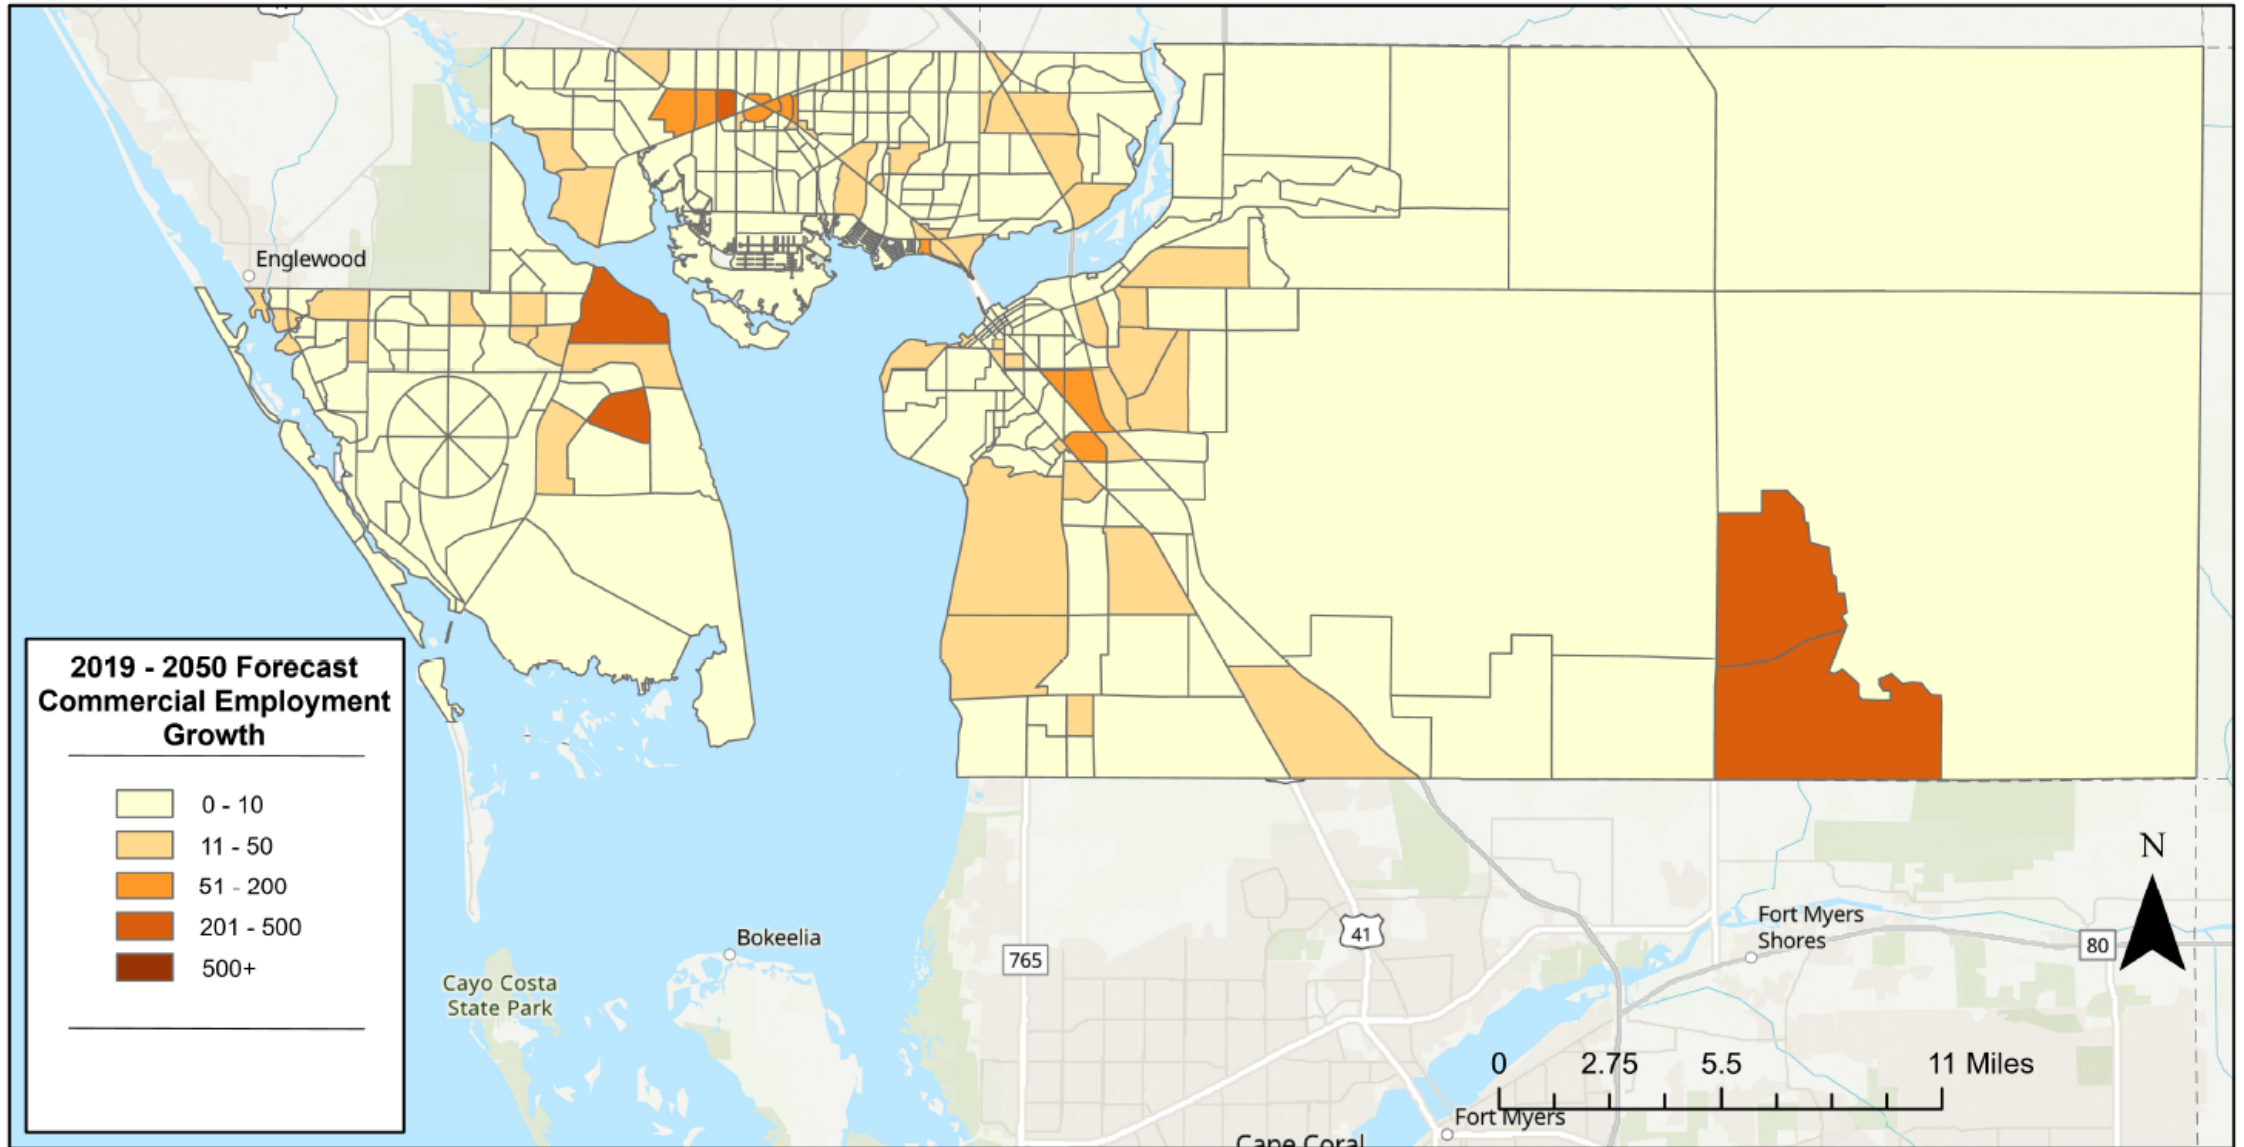 Englewood
2019 - 2050 Forecast
Commercial Employment
Growth
0 - 10
11 - 50
51 - 200
201 - 500
500+
Bokeelia
Cayo Costa
State Park
765
41
Fort Myers
Shores
80
N
0 2.75 5.5 11 Miles
Fort Myers
Cape Coral